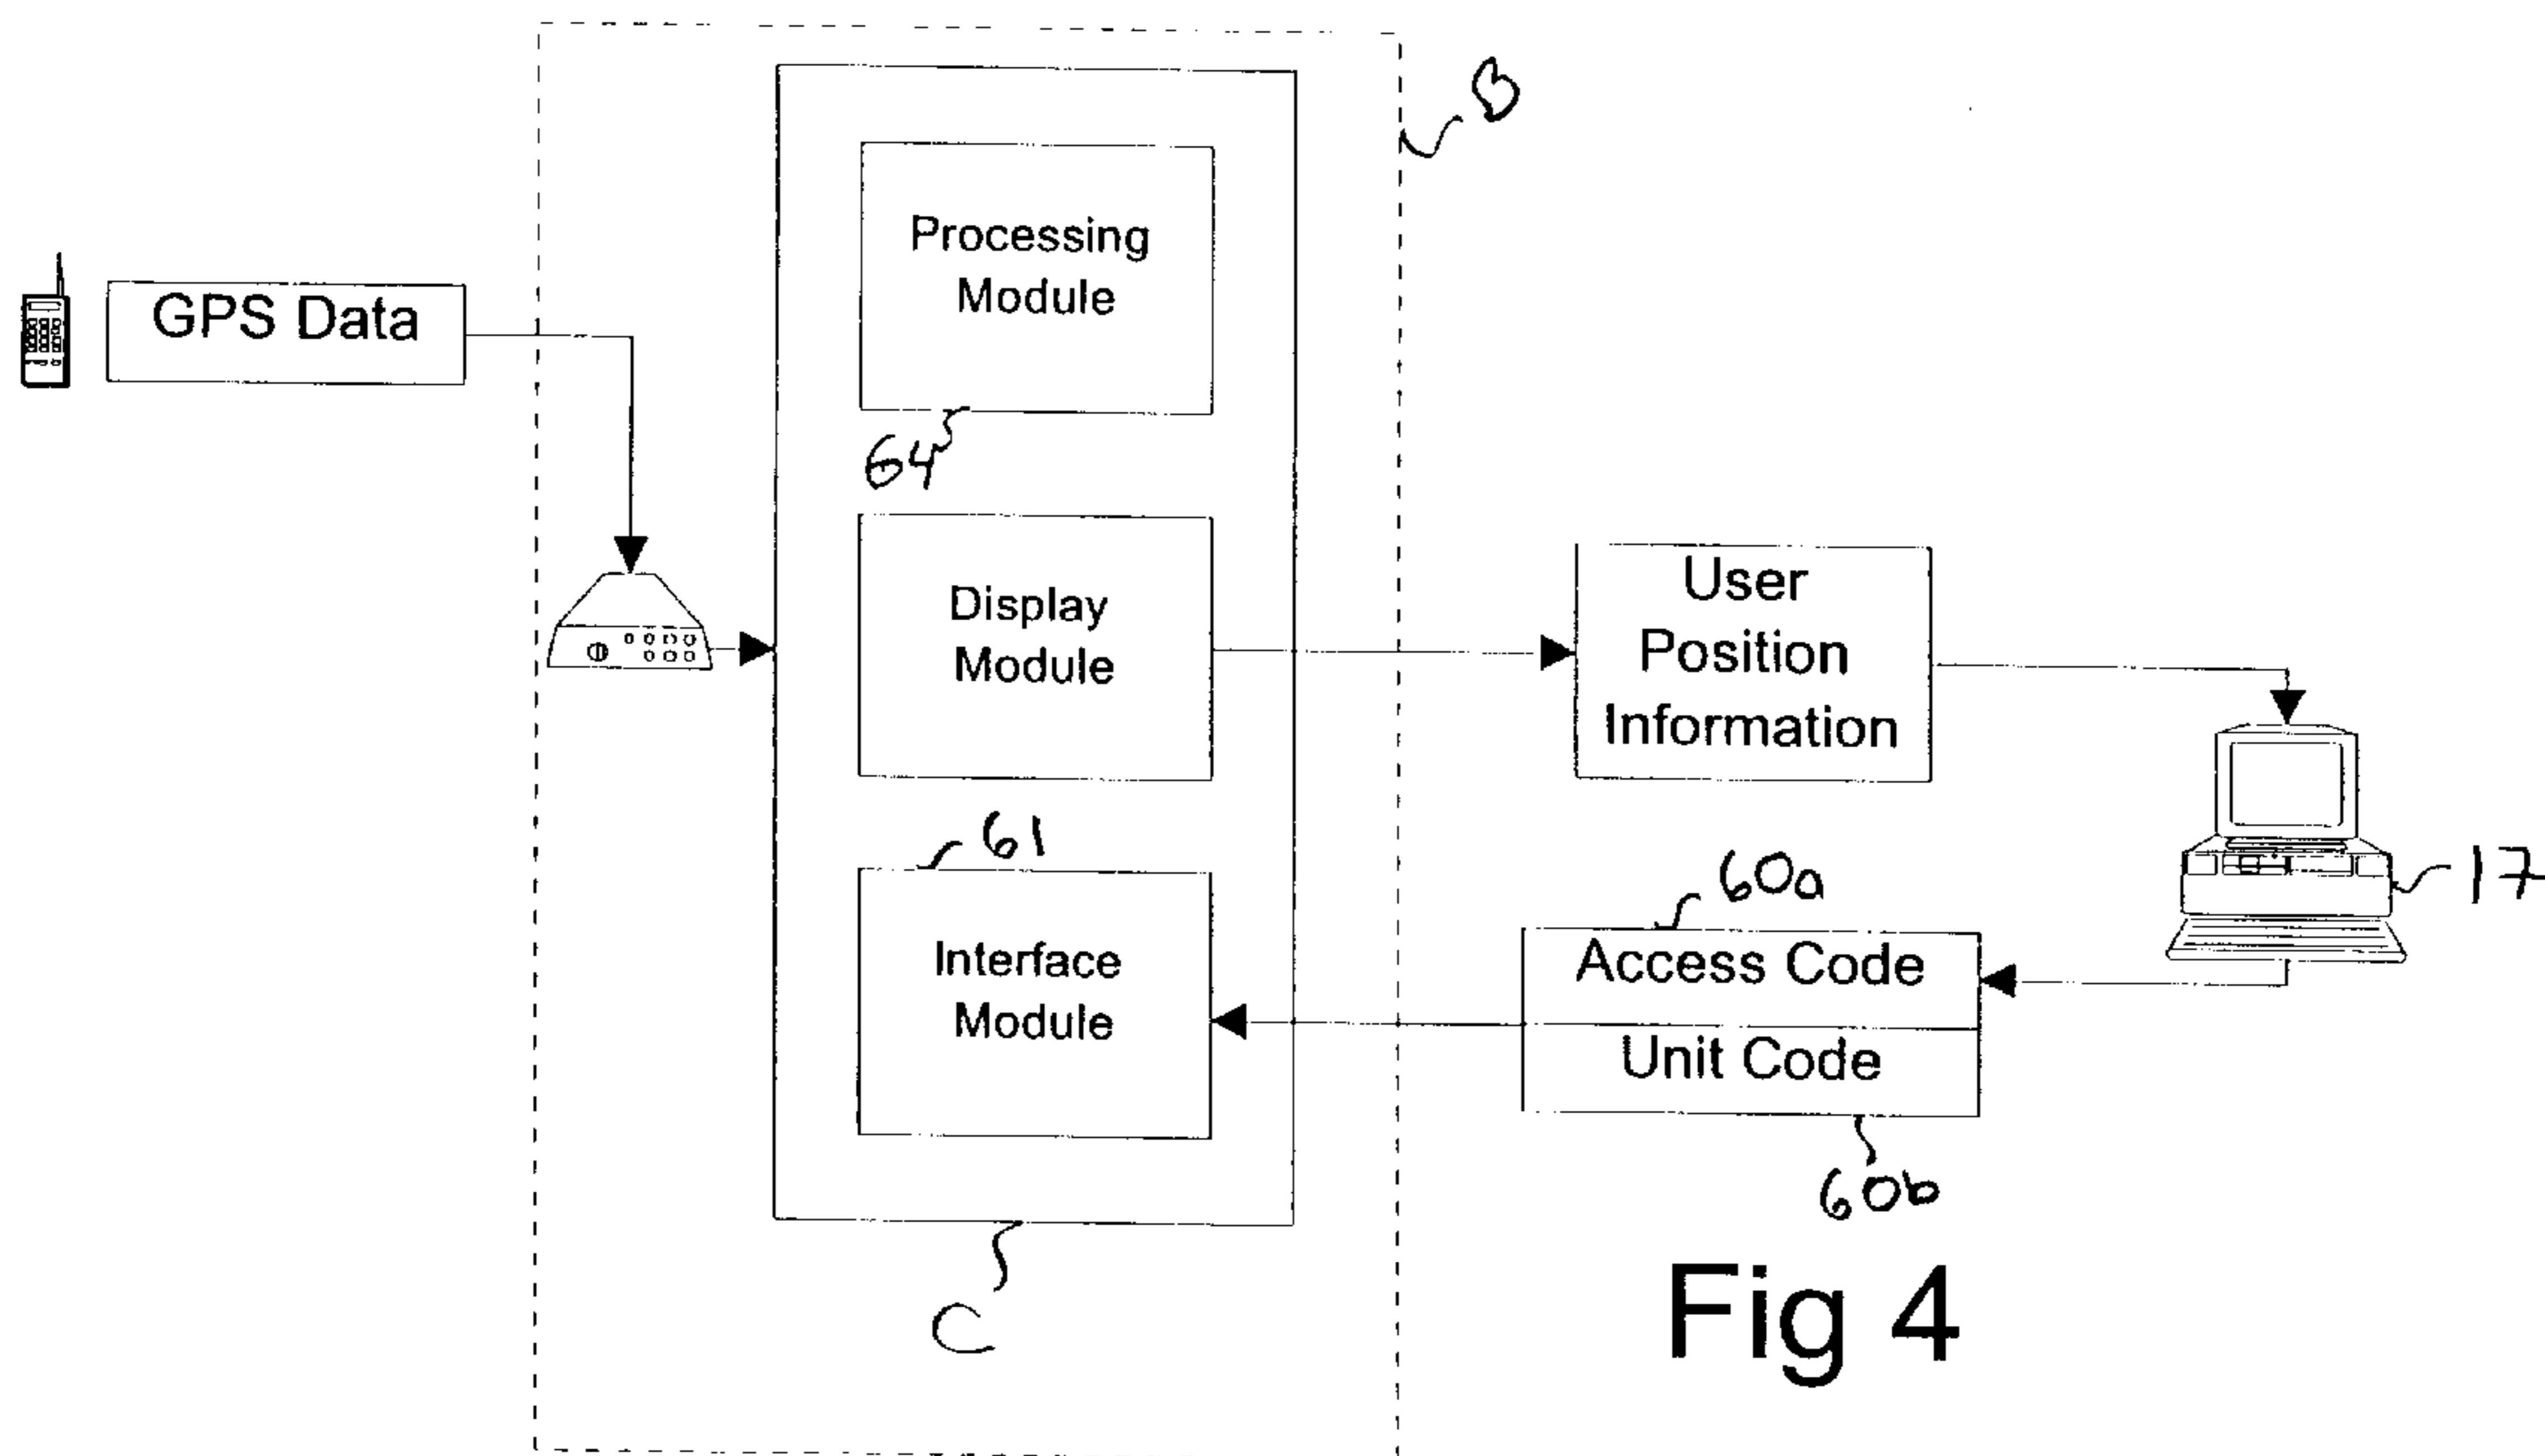 B
Processing
Module
64
GPS Data
Display
Module
User
Position
Information
61
Interface
Module
17
60a
Access Code
Unit Code
60b
C
Fig 4